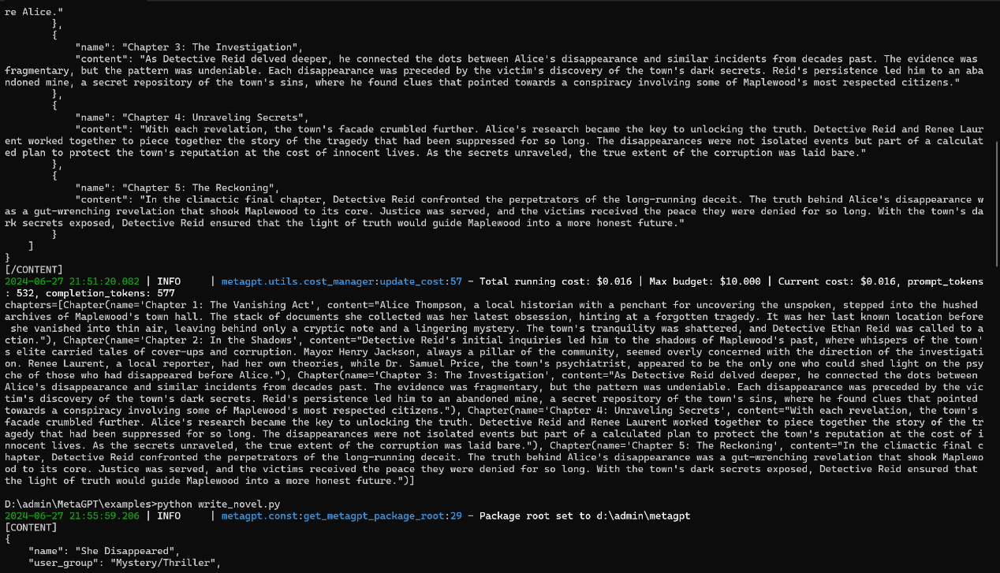 re Alice."
        },
        {
            "name": "Chapter 3: The Investigation",
            "content": "As Detective Reid delved deeper, he connected the dots between Alice's disappearance and similar incidents from decades past. The evidence was
fragmentary, but the pattern was undeniable. Each disappearance was preceded by the victim's discovery of the town's dark secrets. Reid's persistence led him to an aba
ndoned mine, a secret repository of the town's sins, where he found clues that pointed towards a conspiracy involving some of Maplewood's most respected citizens."
        },
        {
            "name": "Chapter 4: Unraveling Secrets",
            "content": "With each revelation, the town's facade crumbled further. Alice's research became the key to unlocking the truth. Detective Reid and Renee Laur
ent worked together to piece together the story of the tragedy that had been suppressed for so long. The disappearances were not isolated events but part of a calculat
ed plan to protect the town's reputation at the cost of innocent lives. As the secrets unraveled, the true extent of the corruption was laid bare."
        },
        {
            "name": "Chapter 5: The Reckoning",
            "content": "In the climactic final chapter, Detective Reid confronted the perpetrators of the long-running deceit. The truth behind Alice's disappearance w
as a gut-wrenching revelation that shook Maplewood to its core. Justice was served, and the victims received the peace they were denied for so long. With the town's da
rk secrets exposed, Detective Reid ensured that the light of truth would guide Maplewood into a more honest future."
        }
    ]
}
[/CONTENT]
2024-06-27 21:51:20.082 | INFO     | metagpt.utils.cost_manager:update_cost:57 - Total running cost: $0.016 | Max budget: $10.000 | Current cost: $0.016, prompt_tokens
: 532, completion_tokens: 577
chapters=[Chapter(name='Chapter 1: The Vanishing Act', content="Alice Thompson, a local historian with a penchant for uncovering the unspoken, stepped into the hushed
archives of Maplewood's town hall. The stack of documents she collected was her latest obsession, hinting at a forgotten tragedy. It was her last known location before
 she vanished into thin air, leaving behind only a cryptic note and a lingering mystery. The town's tranquility was shattered, and Detective Ethan Reid was called to a
ction."), Chapter(name='Chapter 2: In the Shadows', content="Detective Reid's initial inquiries led him to the shadows of Maplewood's past, where whispers of the town'
s elite carried tales of cover-ups and corruption. Mayor Henry Jackson, always a pillar of the community, seemed overly concerned with the direction of the investigati
on. Renee Laurent, a local reporter, had her own theories, while Dr. Samuel Price, the town's psychiatrist, appeared to be the only one who could shed light on the psy
che of those who had disappeared before Alice."), Chapter(name='Chapter 3: The Investigation', content="As Detective Reid delved deeper, he connected the dots between
Alice's disappearance and similar incidents from decades past. The evidence was fragmentary, but the pattern was undeniable. Each disappearance was preceded by the vic
tim's discovery of the town's dark secrets. Reid's persistence led him to an abandoned mine, a secret repository of the town's sins, where he found clues that pointed
towards a conspiracy involving some of Maplewood's most respected citizens."), Chapter(name='Chapter 4: Unraveling Secrets', content="With each revelation, the town's
facade crumbled further. Alice's research became the key to unlocking the truth. Detective Reid and Renee Laurent worked together to piece together the story of the tr
agedy that had been suppressed for so long. The disappearances were not isolated events but part of a calculated plan to protect the town's reputation at the cost of i
nnocent lives. As the secrets unraveled, the true extent of the corruption was laid bare."), Chapter(name='Chapter 5: The Reckoning', content="In the climactic final c
hapter, Detective Reid confronted the perpetrators of the long-running deceit. The truth behind Alice's disappearance was a gut-wrenching revelation that shook Maplewo
od to its core. Justice was served, and the victims received the peace they were denied for so long. With the town's dark secrets exposed, Detective Reid ensured that
the light of truth would guide Maplewood into a more honest future.")]
D:\admin\MetaGPT\examples>python write_novel.py
2024-06-27 21:55:59.206 | INFO     | metagpt.const:get_metagpt_package_root:29 - Package root set to d:\admin\metagpt
[CONTENT]
{
    "name": "She Disappeared",
    "user_group": "Mystery/Thriller",